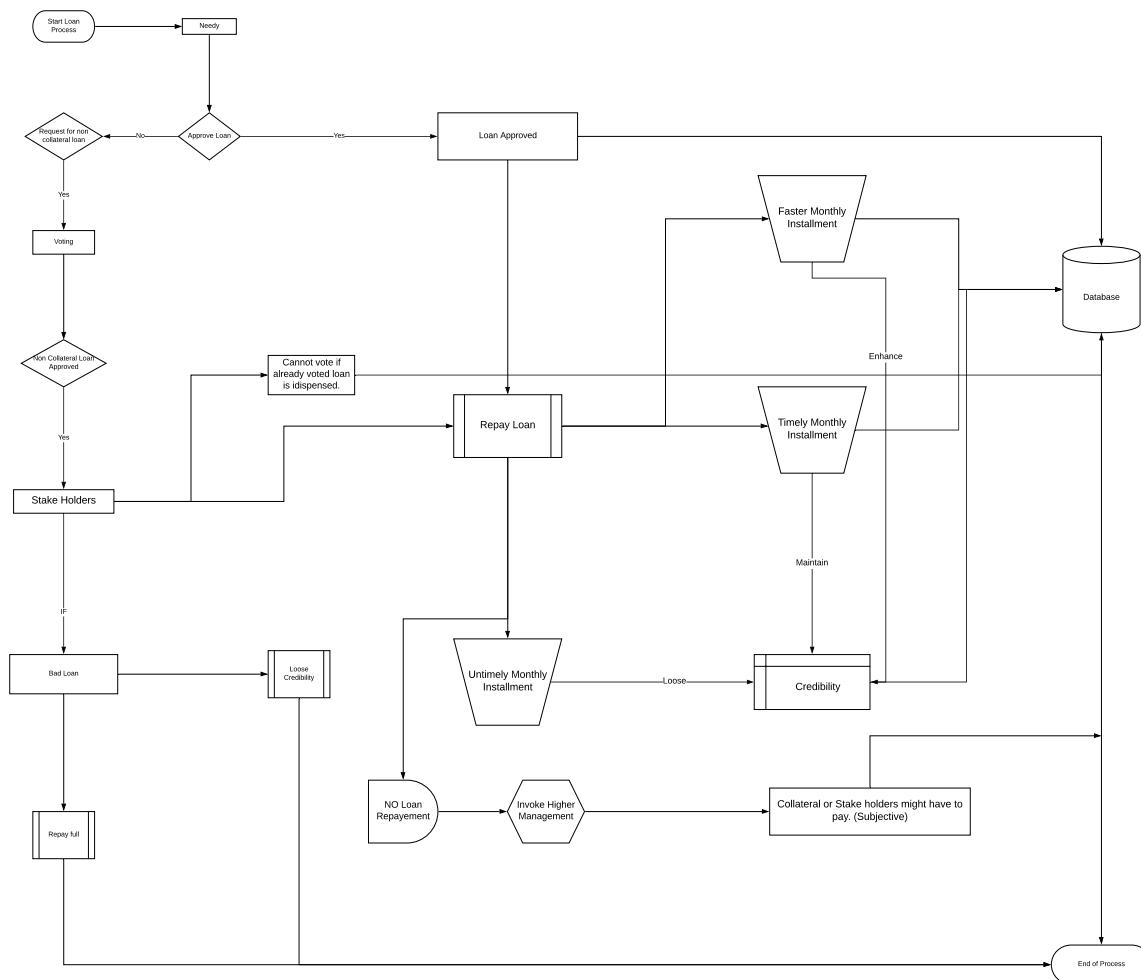 Start Loan
Process
Needy
Request for non
collateral loan
No
Approve Loan
Yes
Loan Approved
Yes
Faster Monthly
Installment
Voting
Database
Non Collateral Loan
Approved
Cannot vote if
already voted loan
is idispensed.
Enhance
Repay Loan
Timely Monthly
Installment
Yes
Stake Holders
Maintain
IF
Bad Loan
Loose
Credibility
Untimely Monthly
Installment
Loose
Credibility
NO Loan
Repayement
Invoke Higher
Management
Collateral or Stake holders might have to
pay. (Subjective)
Repay full
End of Process